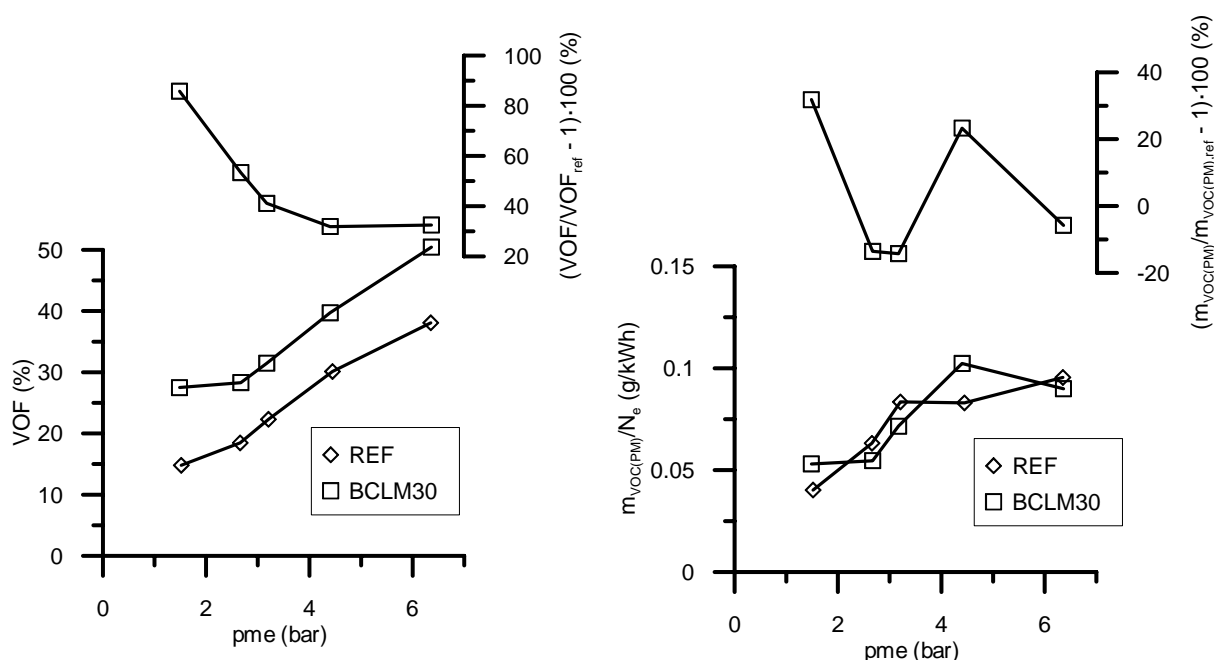 100
80
60
40
20
(VOF/VOF_ref - 1)·100 (%)
50
40
30
20
10
0
VOF (%)
REF
BCLM30
0
2
4
6
pme (bar)
40
20
0
-20
(m_VOC(PM)/m_VOC(PM),ref - 1)·100 (%)
0.15
0.1
0.05
0
m_VOC(PM)/N_e (g/kWh)
REF
BCLM30
0
2
4
6
pme (bar)